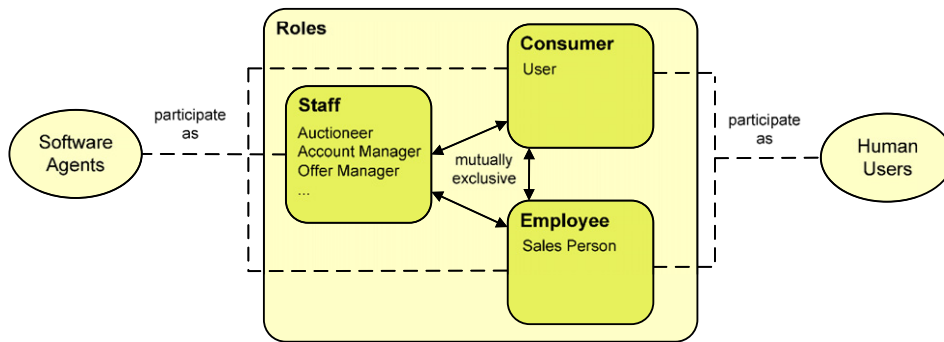 Roles
Consumer
User
Staff
Auctioneer
Account Manager
Offer Manager
...
participate
as
Software
Agents
mutually
exclusive
participate
as
Human
Users
Employee
Sales Person